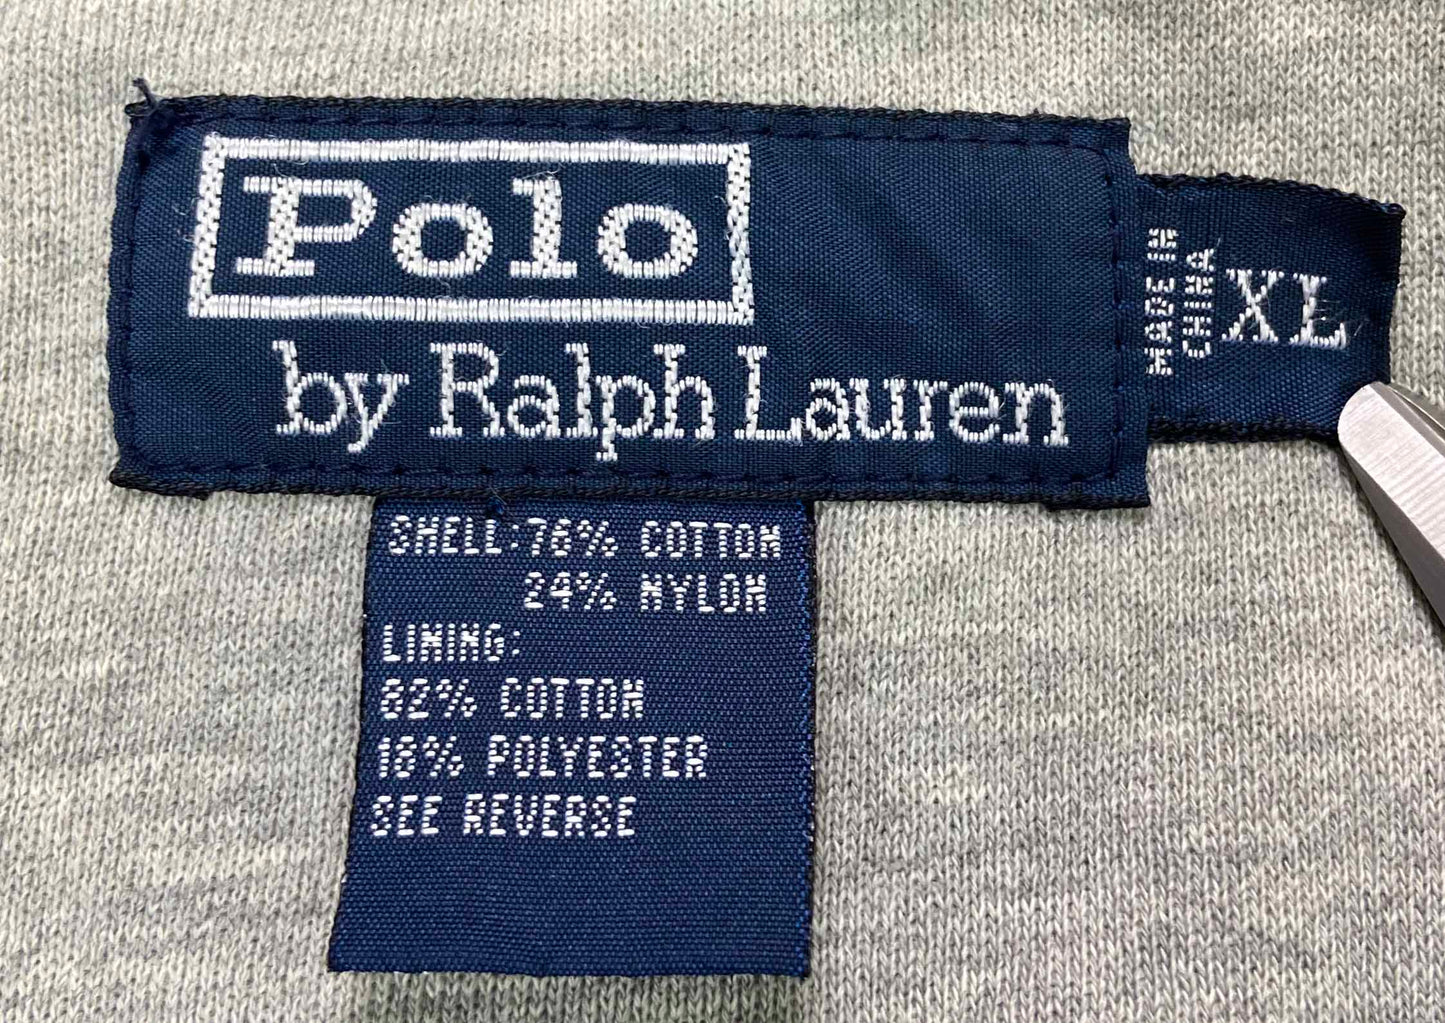 Polo
by Ralph Lauren
MADE IN
CHINA
XL
SHELL: 76% COTTON
24% NYLON
LINING:
82% COTTON
18% POLYESTER
SEE REVERSE